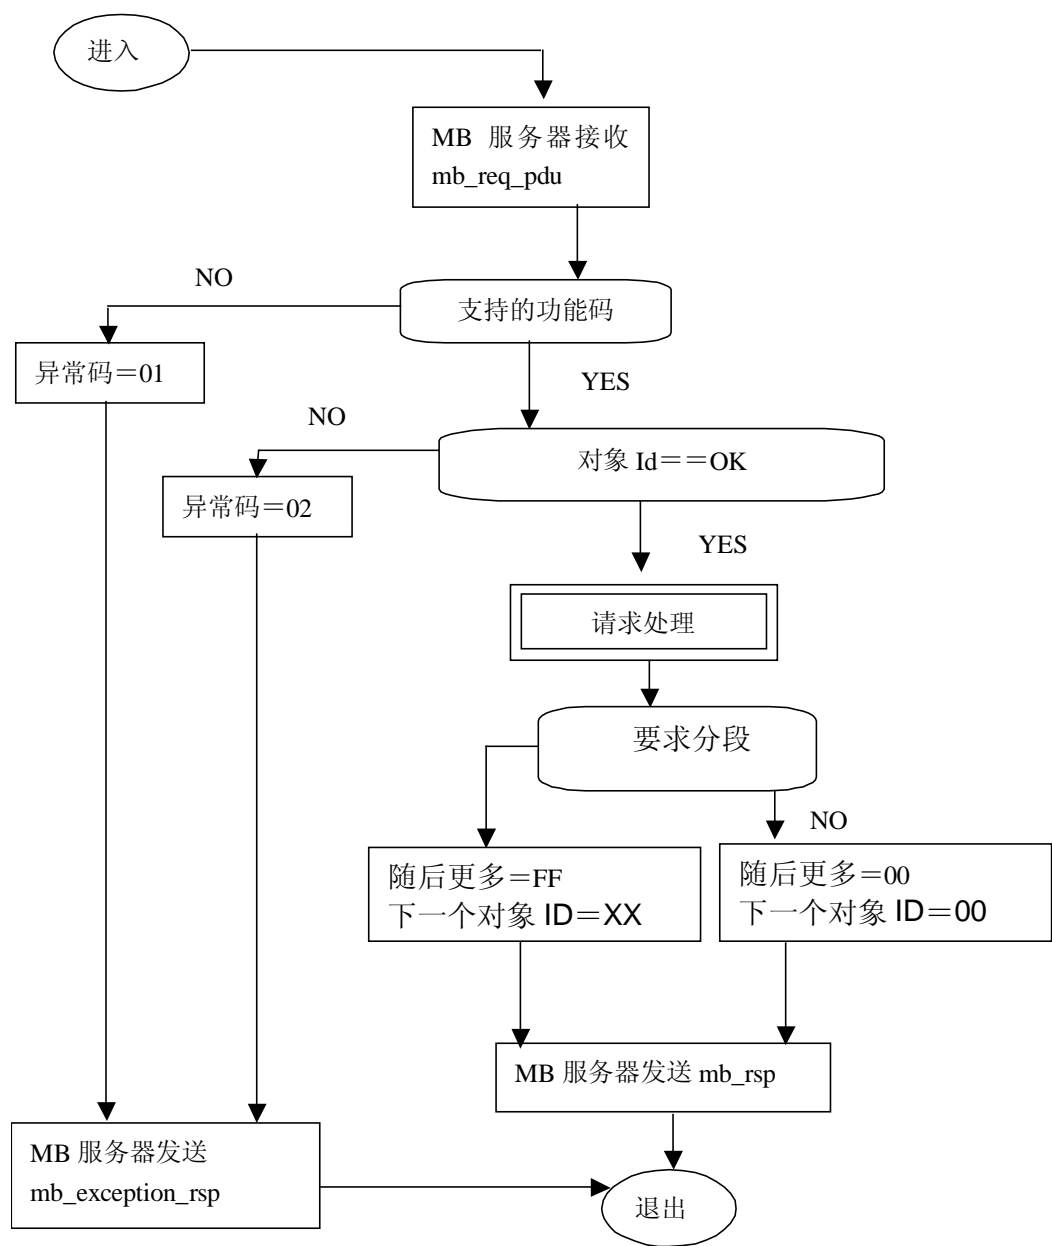 进入
MB 服务器接收
mb_req_pdu
NO
支持的功能码
异常码＝01
YES
NO
对象 Id＝＝OK
异常码＝02
YES
请求处理
要求分段
NO
随后更多＝FF
下一个对象 ID＝XX
随后更多＝00
下一个对象 ID＝00
MB 服务器发送 mb_rsp
MB 服务器发送
mb_exception_rsp
退出